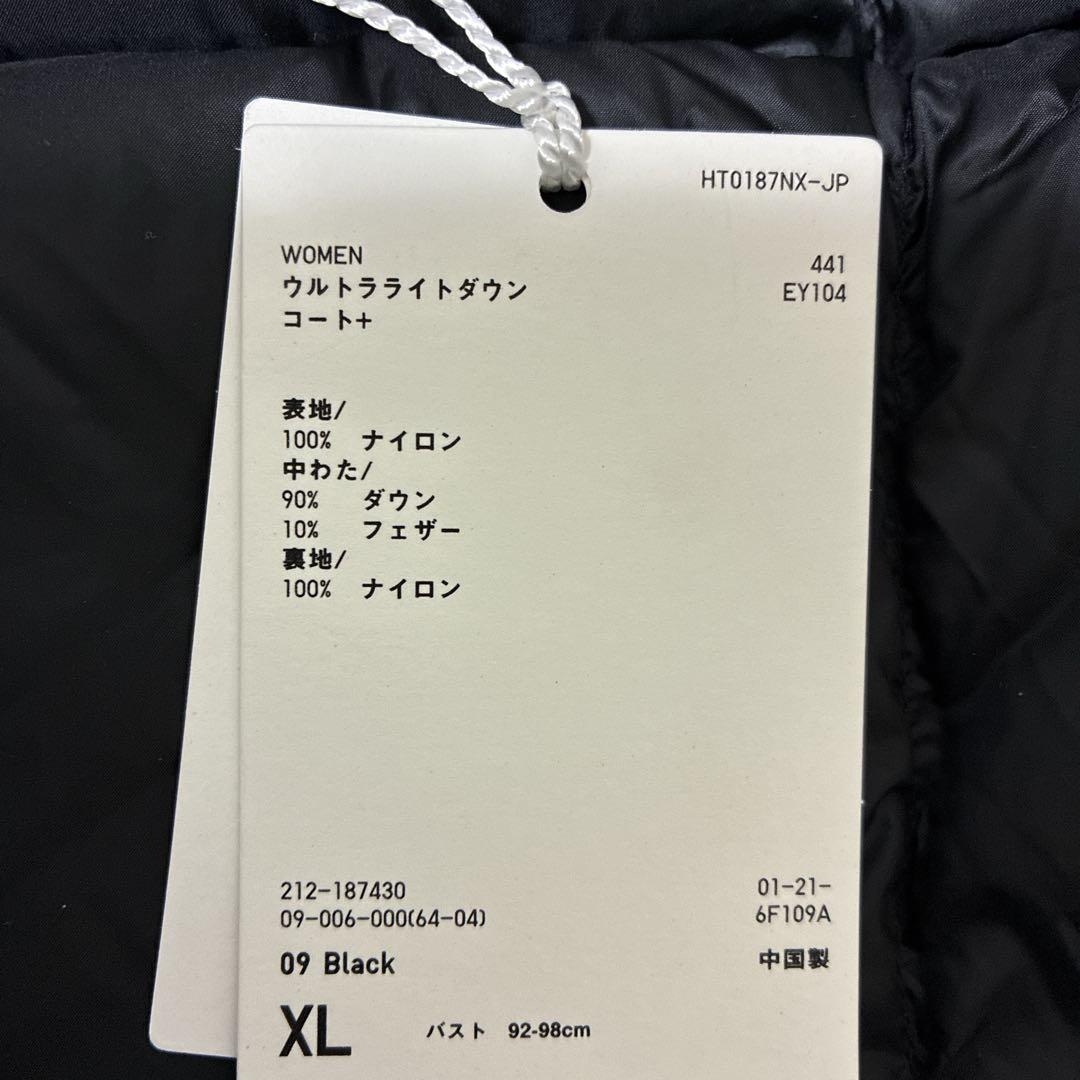 HT0187NX-JP
WOMEN
ウルトラライトダウン
コート+
441
EY104
表地/
100% ナイロン
中わた/
90% ダウン
10% フェザー
裏地/
100% ナイロン
212-187430
09-006-000(64-04)
01-21-
6F109A
09 Black
中国製
XL バスト 92-98cm